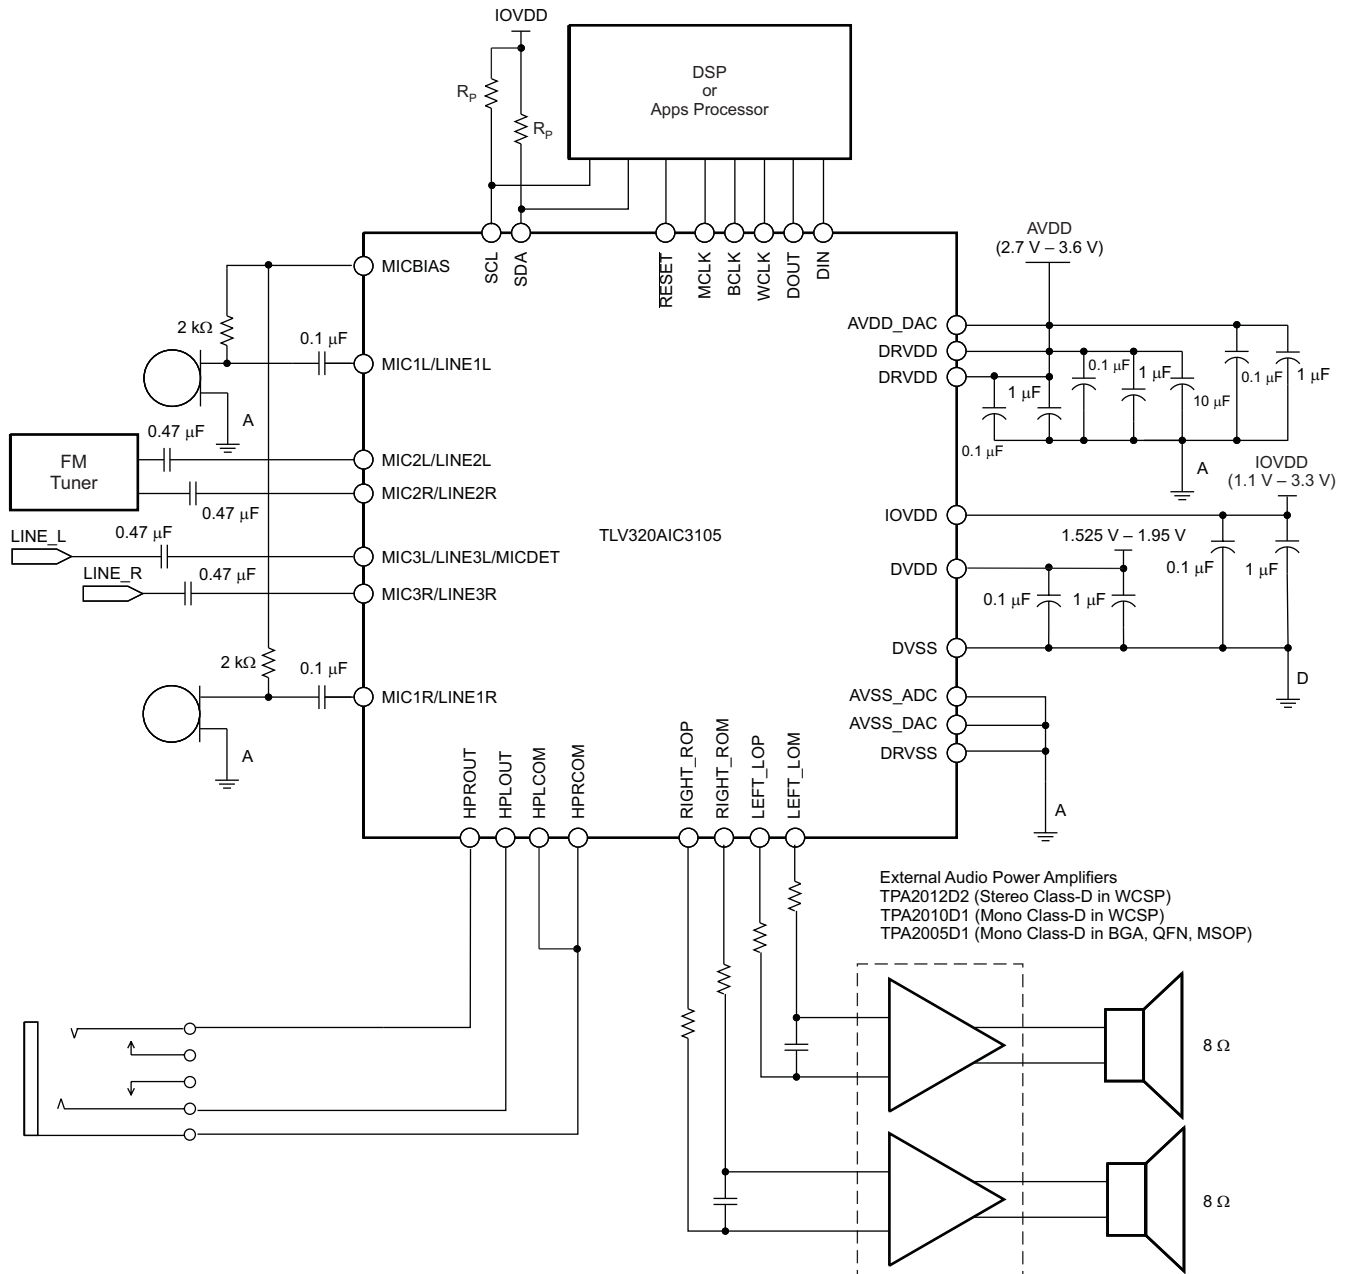 IOVDD
DSP
or
Apps Processor
RP
RP
SCL
SDA
RESET
MCLK
BCLK
WCLK
DOUT
DIN
AVDD
(2.7 V – 3.6 V)
MICBIAS
2 kΩ
0.1 µF
MIC1L/LINE1L
A
AVDD_DAC
DRVDD
DRVDD
0.1 µF
1 µF
1 µF
10 µF
0.1 µF
1 µF
0.1 µF
A
FM
Tuner
0.47 µF
MIC2L/LINE2L
0.47 µF
MIC2R/LINE2R
LINE_L
0.47 µF
MIC3L/LINE3L/MICDET
LINE_R
0.47 µF
MIC3R/LINE3R
TLV320AIC3105
IOVDD
(1.1 V – 3.3 V)
IOVDD
1.525 V – 1.95 V
DVDD
0.1 µF
1 µF
0.1 µF
1 µF
DVSS
D
2 kΩ
0.1 µF
MIC1R/LINE1R
A
AVSS_ADC
AVSS_DAC
DRVSS
A
HPROUT
HPLOUT
HPLCOM
HPRCOM
RIGHT_ROP
RIGHT_ROM
LEFT_LOP
LEFT_LOM
External Audio Power Amplifiers
TPA2012D2 (Stereo Class-D in WCSP)
TPA2010D1 (Mono Class-D in WCSP)
TPA2005D1 (Mono Class-D in BGA, QFN, MSOP)
8 Ω
8 Ω